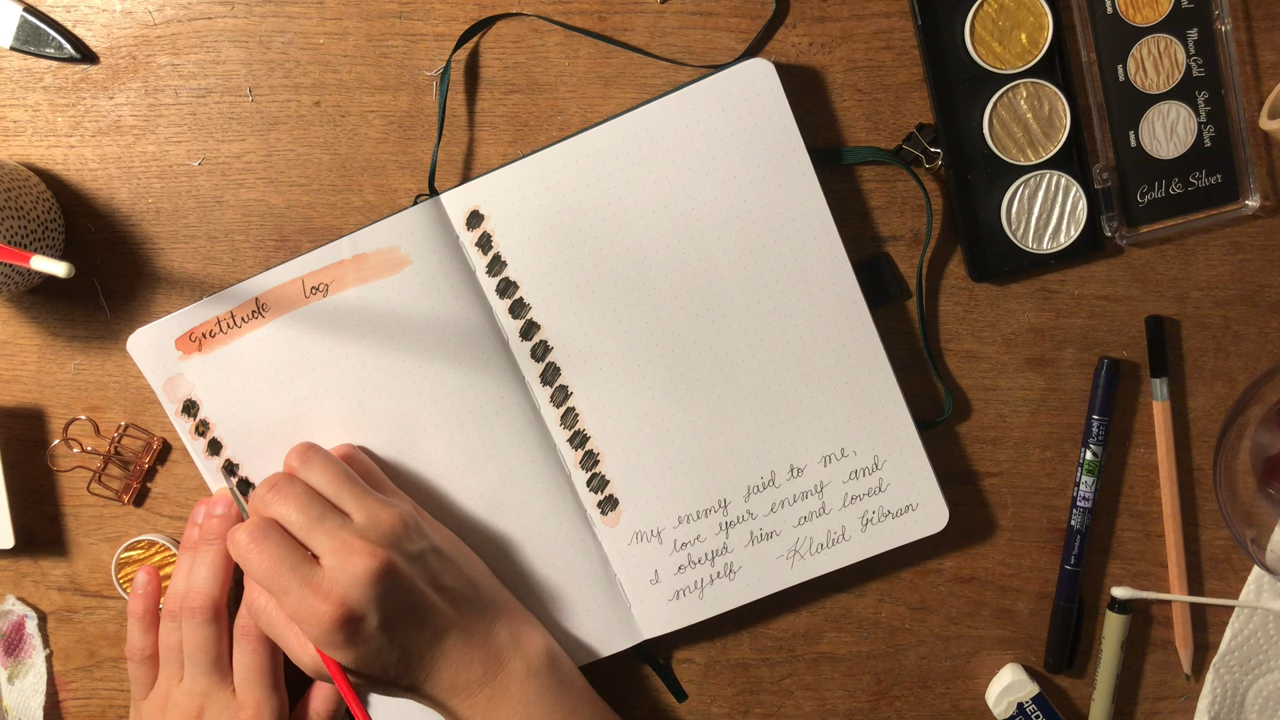 gratitude log
My enemy said to me,
love your enemy and
I obeyed him and loved
myself -Klalid Gibran
Moon Gold
Sterling Silver
Gold & Silver